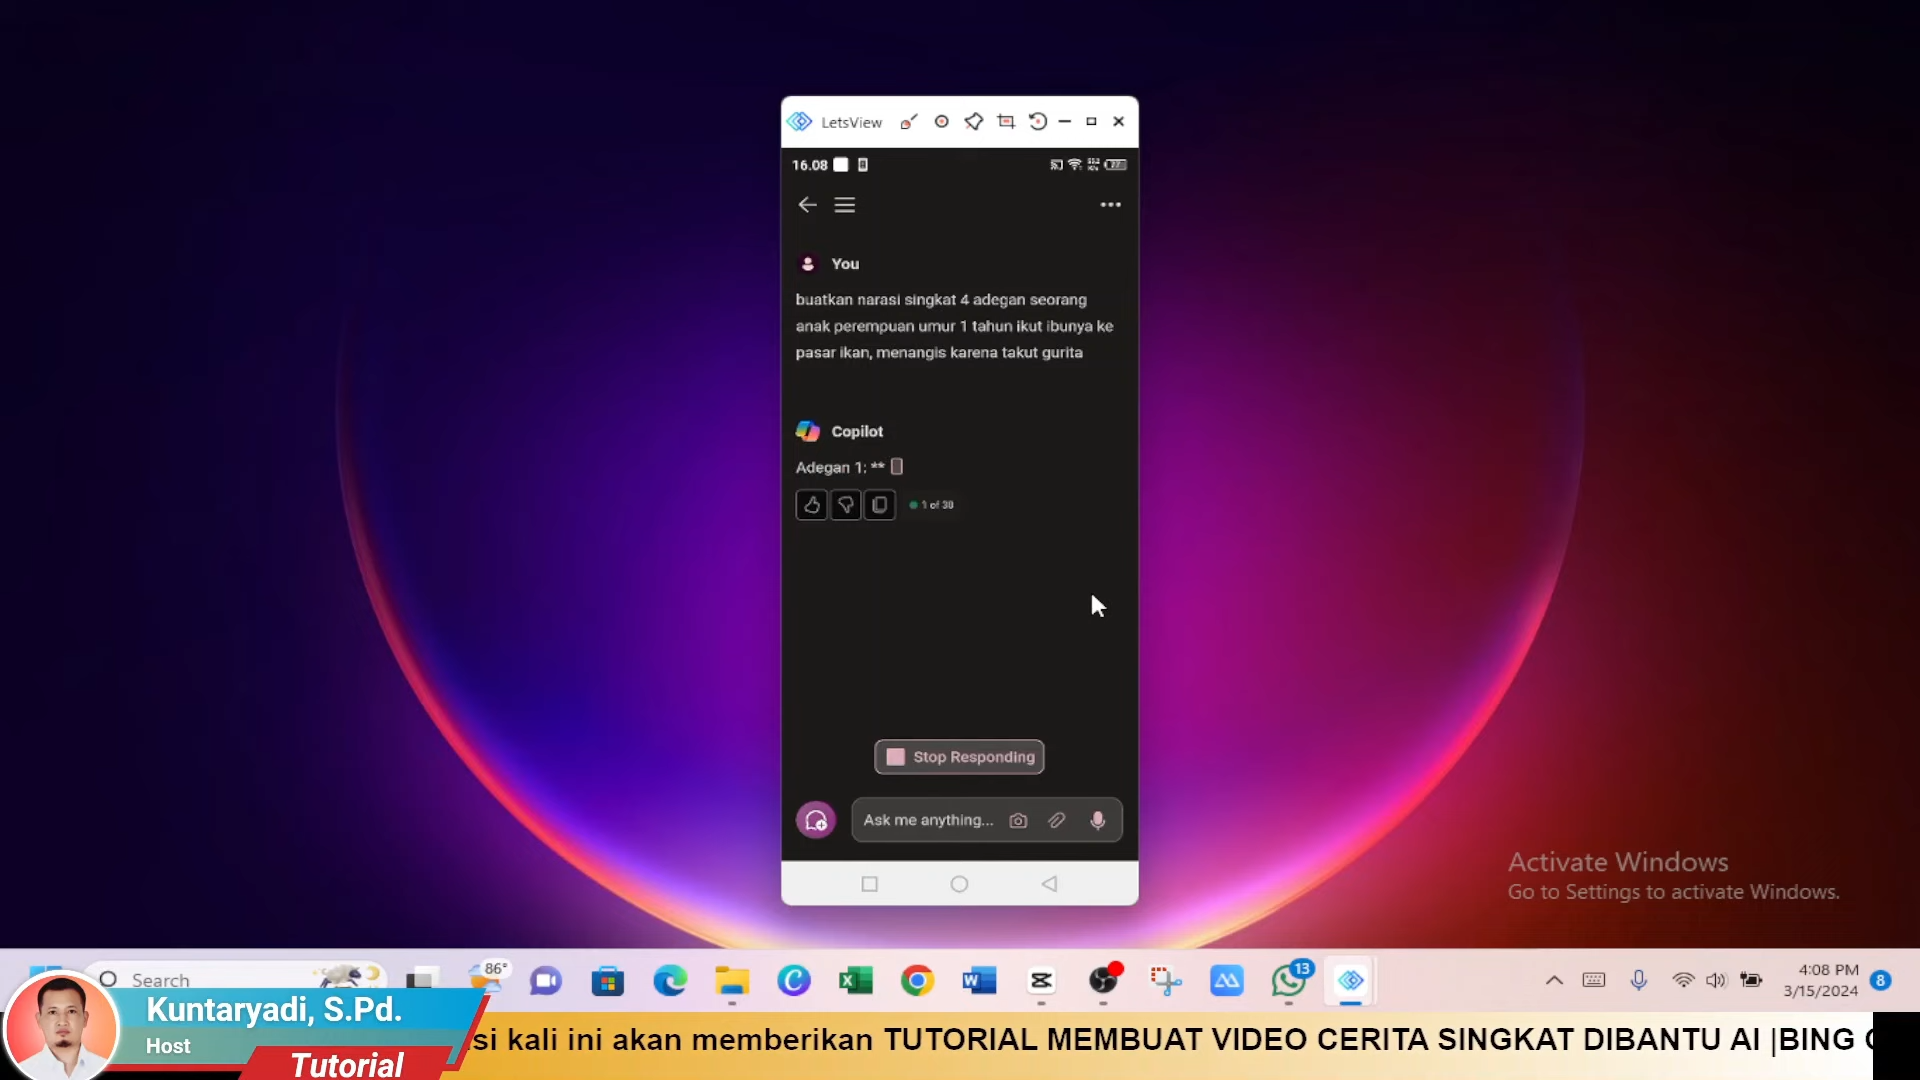 LetsView
16.08
You
buatkan narasi singkat 4 adegan seorang
anak perempuan umur 1 tahun ikut ibunya ke
pasar ikan, menangis karena takut gurita
Copilot
Adegan 1: **
1 of 30
Stop Responding
Ask me anything...
Activate Windows
Go to Settings to activate Windows.
Search
86°
13
4:08 PM
3/15/2024
8
Kuntaryadi, S.Pd.
Host
Tutorial
si kali ini akan memberikan TUTORIAL MEMBUAT VIDEO CERITA SINGKAT DIBANTU AI |BING